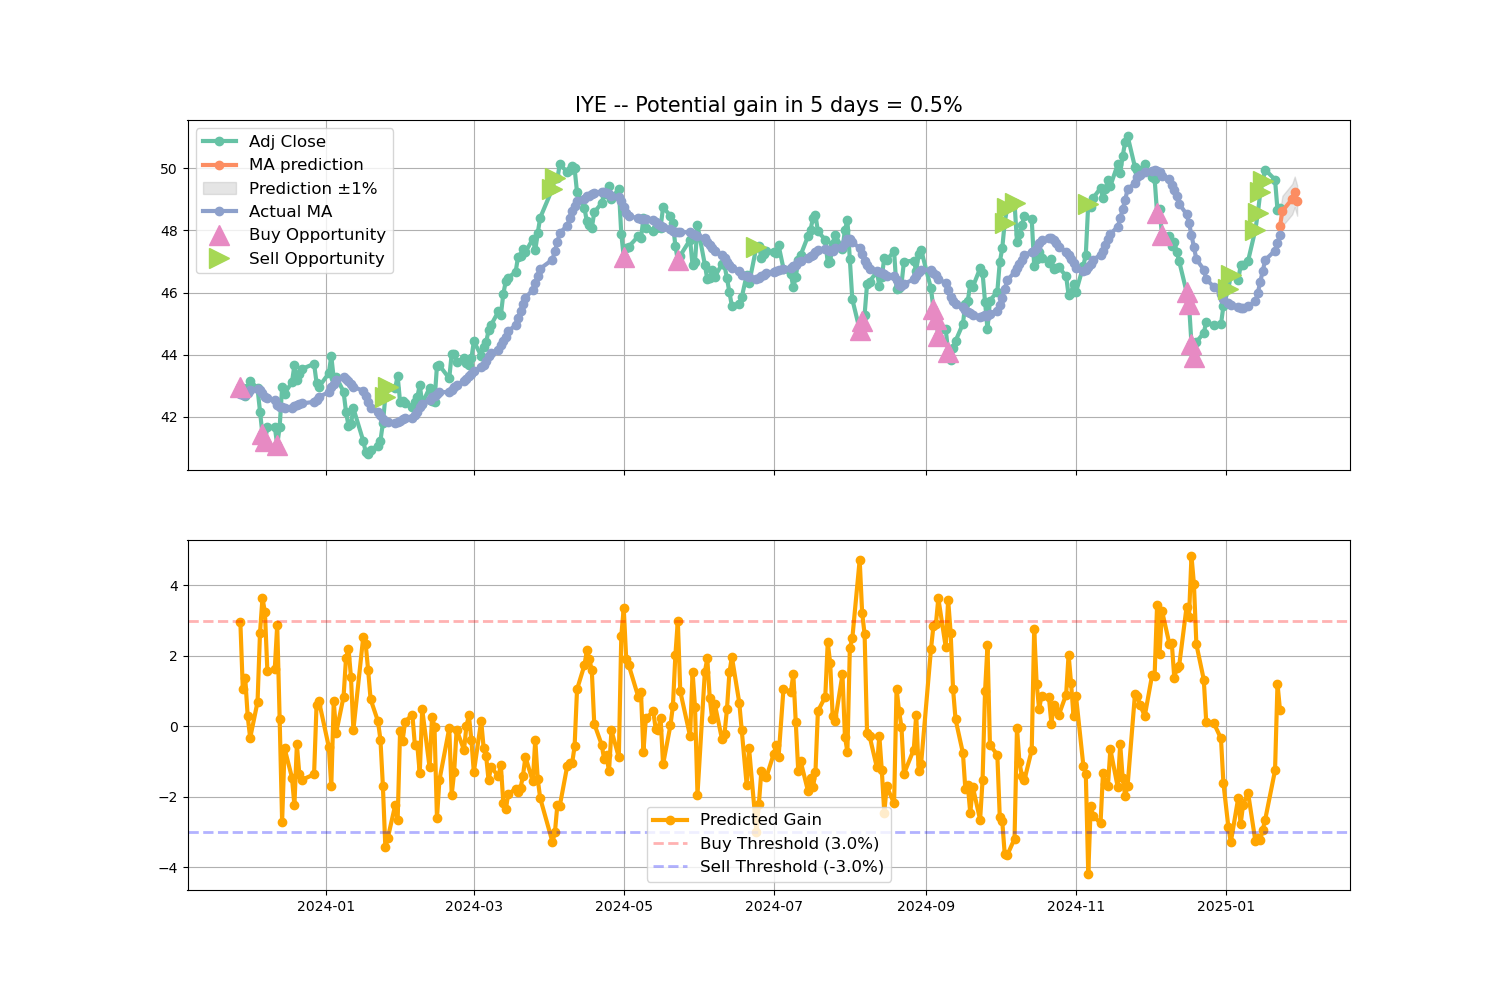 IYE -- Potential gain in 5 days = 0.5%
Adj Close
MA prediction
Prediction ±1%
Actual MA
Buy Opportunity
Sell Opportunity
50
48
46
44
42
4
2
0
−2
−4
Predicted Gain
Buy Threshold (3.0%)
Sell Threshold (-3.0%)
2024-01 2024-03 2024-05 2024-07 2024-09 2024-11 2025-01